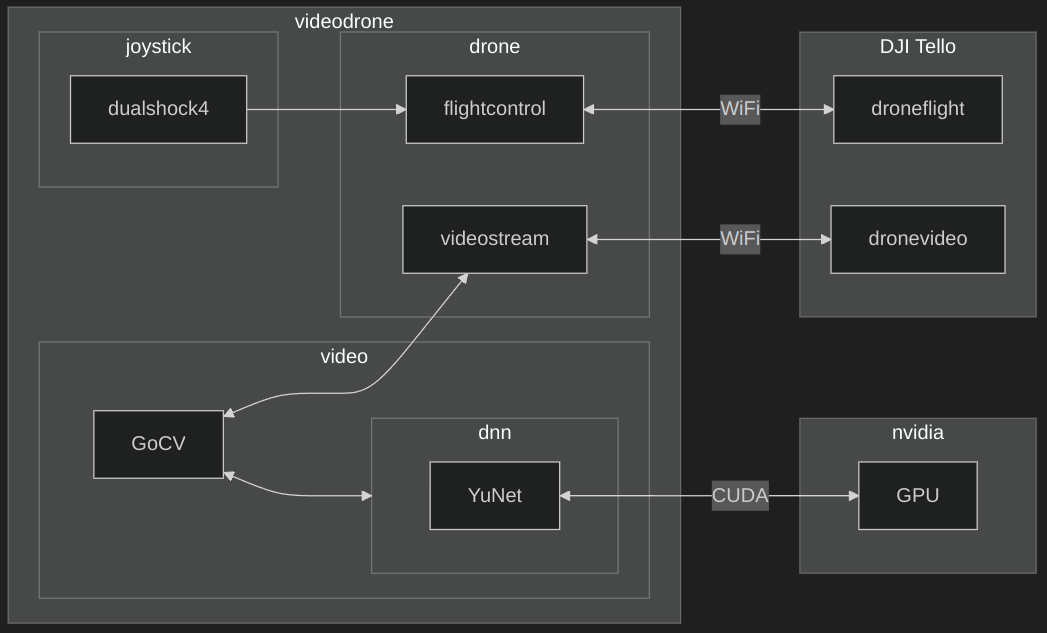 videodrone
joystick
drone
DJI Tello
dualshock4
flightcontrol
WiFi
droneflight
videostream
WiFi
dronevideo
video
GoCV
dnn
YuNet
CUDA
nvidia
GPU